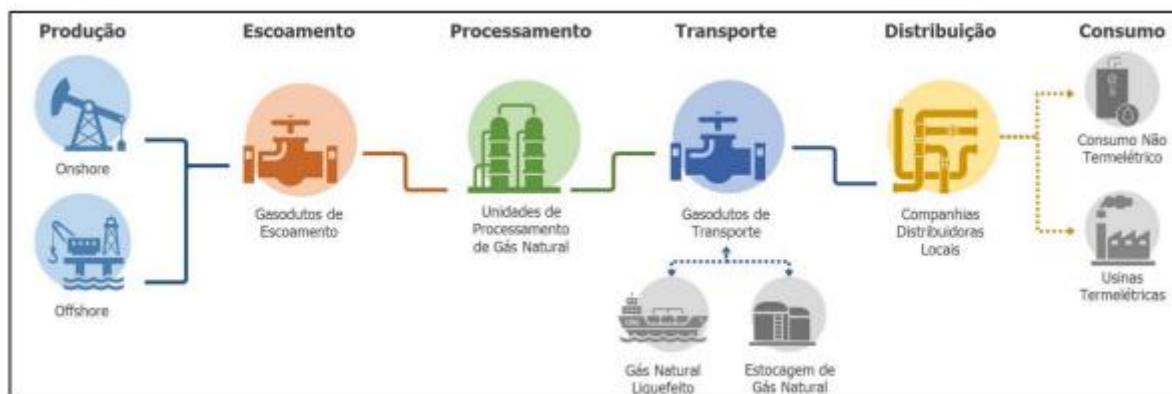 Produção
Escoamento
Processamento
Transporte
Distribuição
Consumo
Onshore
Offshore
Gasodutos de
Escoamento
Unidades de
Processamento
de Gás Natural
Gasodutos de
Transporte
Gás Natural
Liquefeito
Estocagem de
Gás Natural
Companhias
Distribuidoras
Locais
Consumo Não
Termelétrico
Usinas
Termelétricas